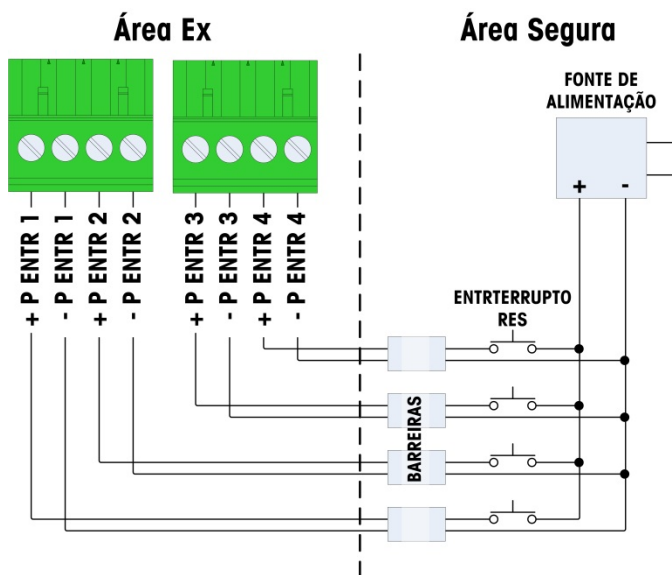 Área Ex
Área Segura
FONTE DE
ALIMENTAÇÃO
+ -
+ P ENTR 1
- P ENTR 1
+ P ENTR 2
- P ENTR 2
+ P ENTR 3
- P ENTR 3
+ P ENTR 4
- P ENTR 4
ENTRTERRUPTO
RES
BARREIRAS